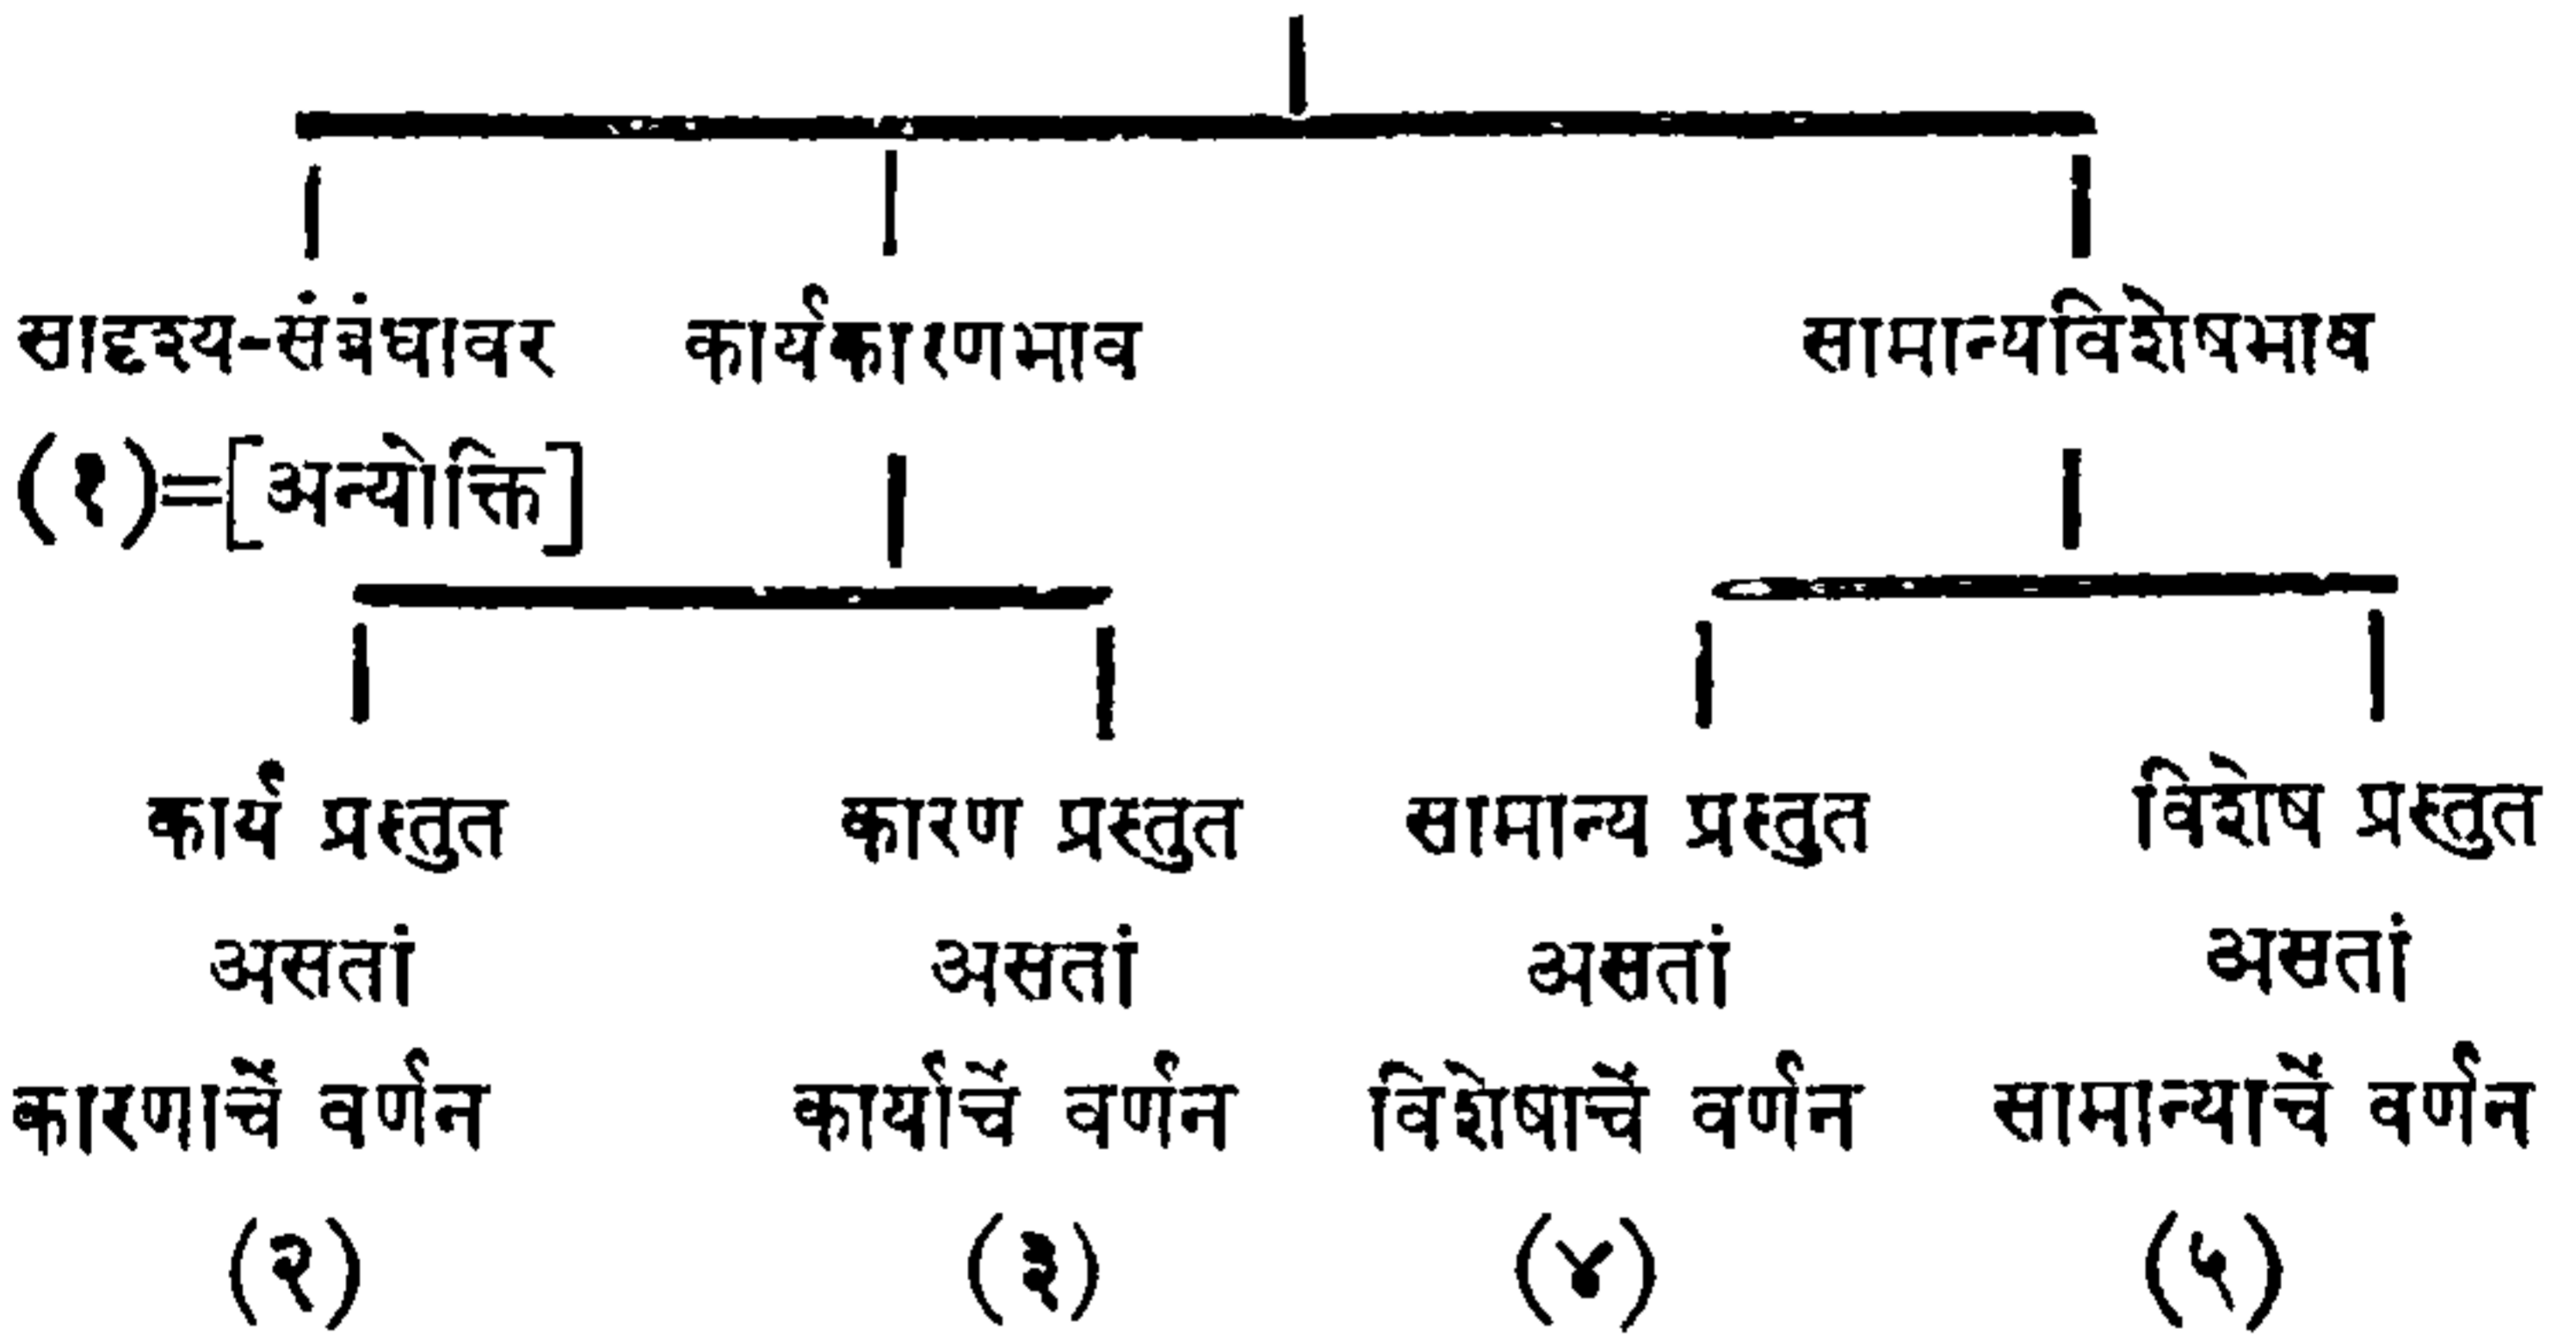 सादृश्य-संबंधावर कार्यकारणभाव सामान्यविशेषभाव
(१)=[अन्योक्ति]
कार्य प्रस्तुत कारण प्रस्तुत सामान्य प्रस्तुत विशेष प्रस्तुत
असतां असतां असतां असतां
कारणाचें वर्णन कार्याचें वर्णन विशेषाचें वर्णन सामान्याचें वर्णन
(२) (३) (४) (५)